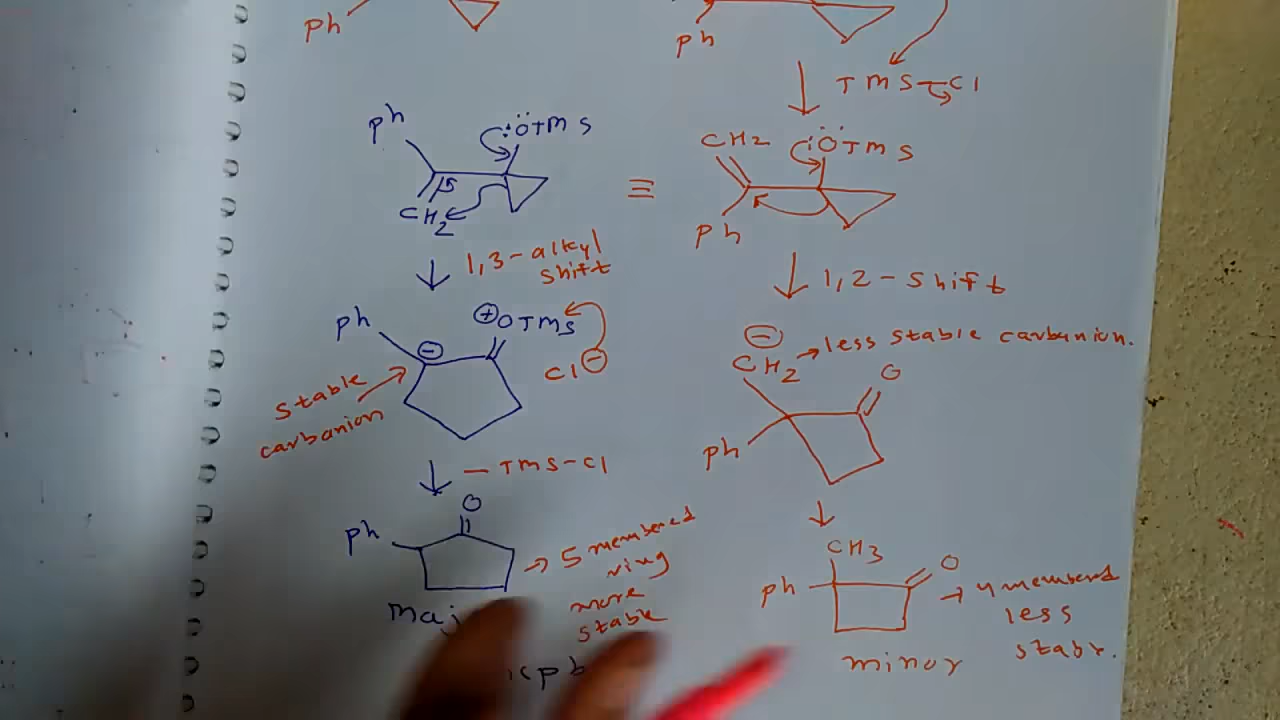 Ph
Ph
TMS-Cl
Ph
:ÖTMS
CH2
≡
CH2
:ÖTMS
Ph
1,3-alkyl
shift
1,2-shift
Ph
⊕OTMS
⊖
Cl⊖
stable
carbanion
⊖
CH2 → less stable carbanion.
O
Ph
-TMS-Cl
O
Ph
→ 5 membered
ring
more
stable
Maj
CH3
Ph
O
→ 4 membered
less
minor